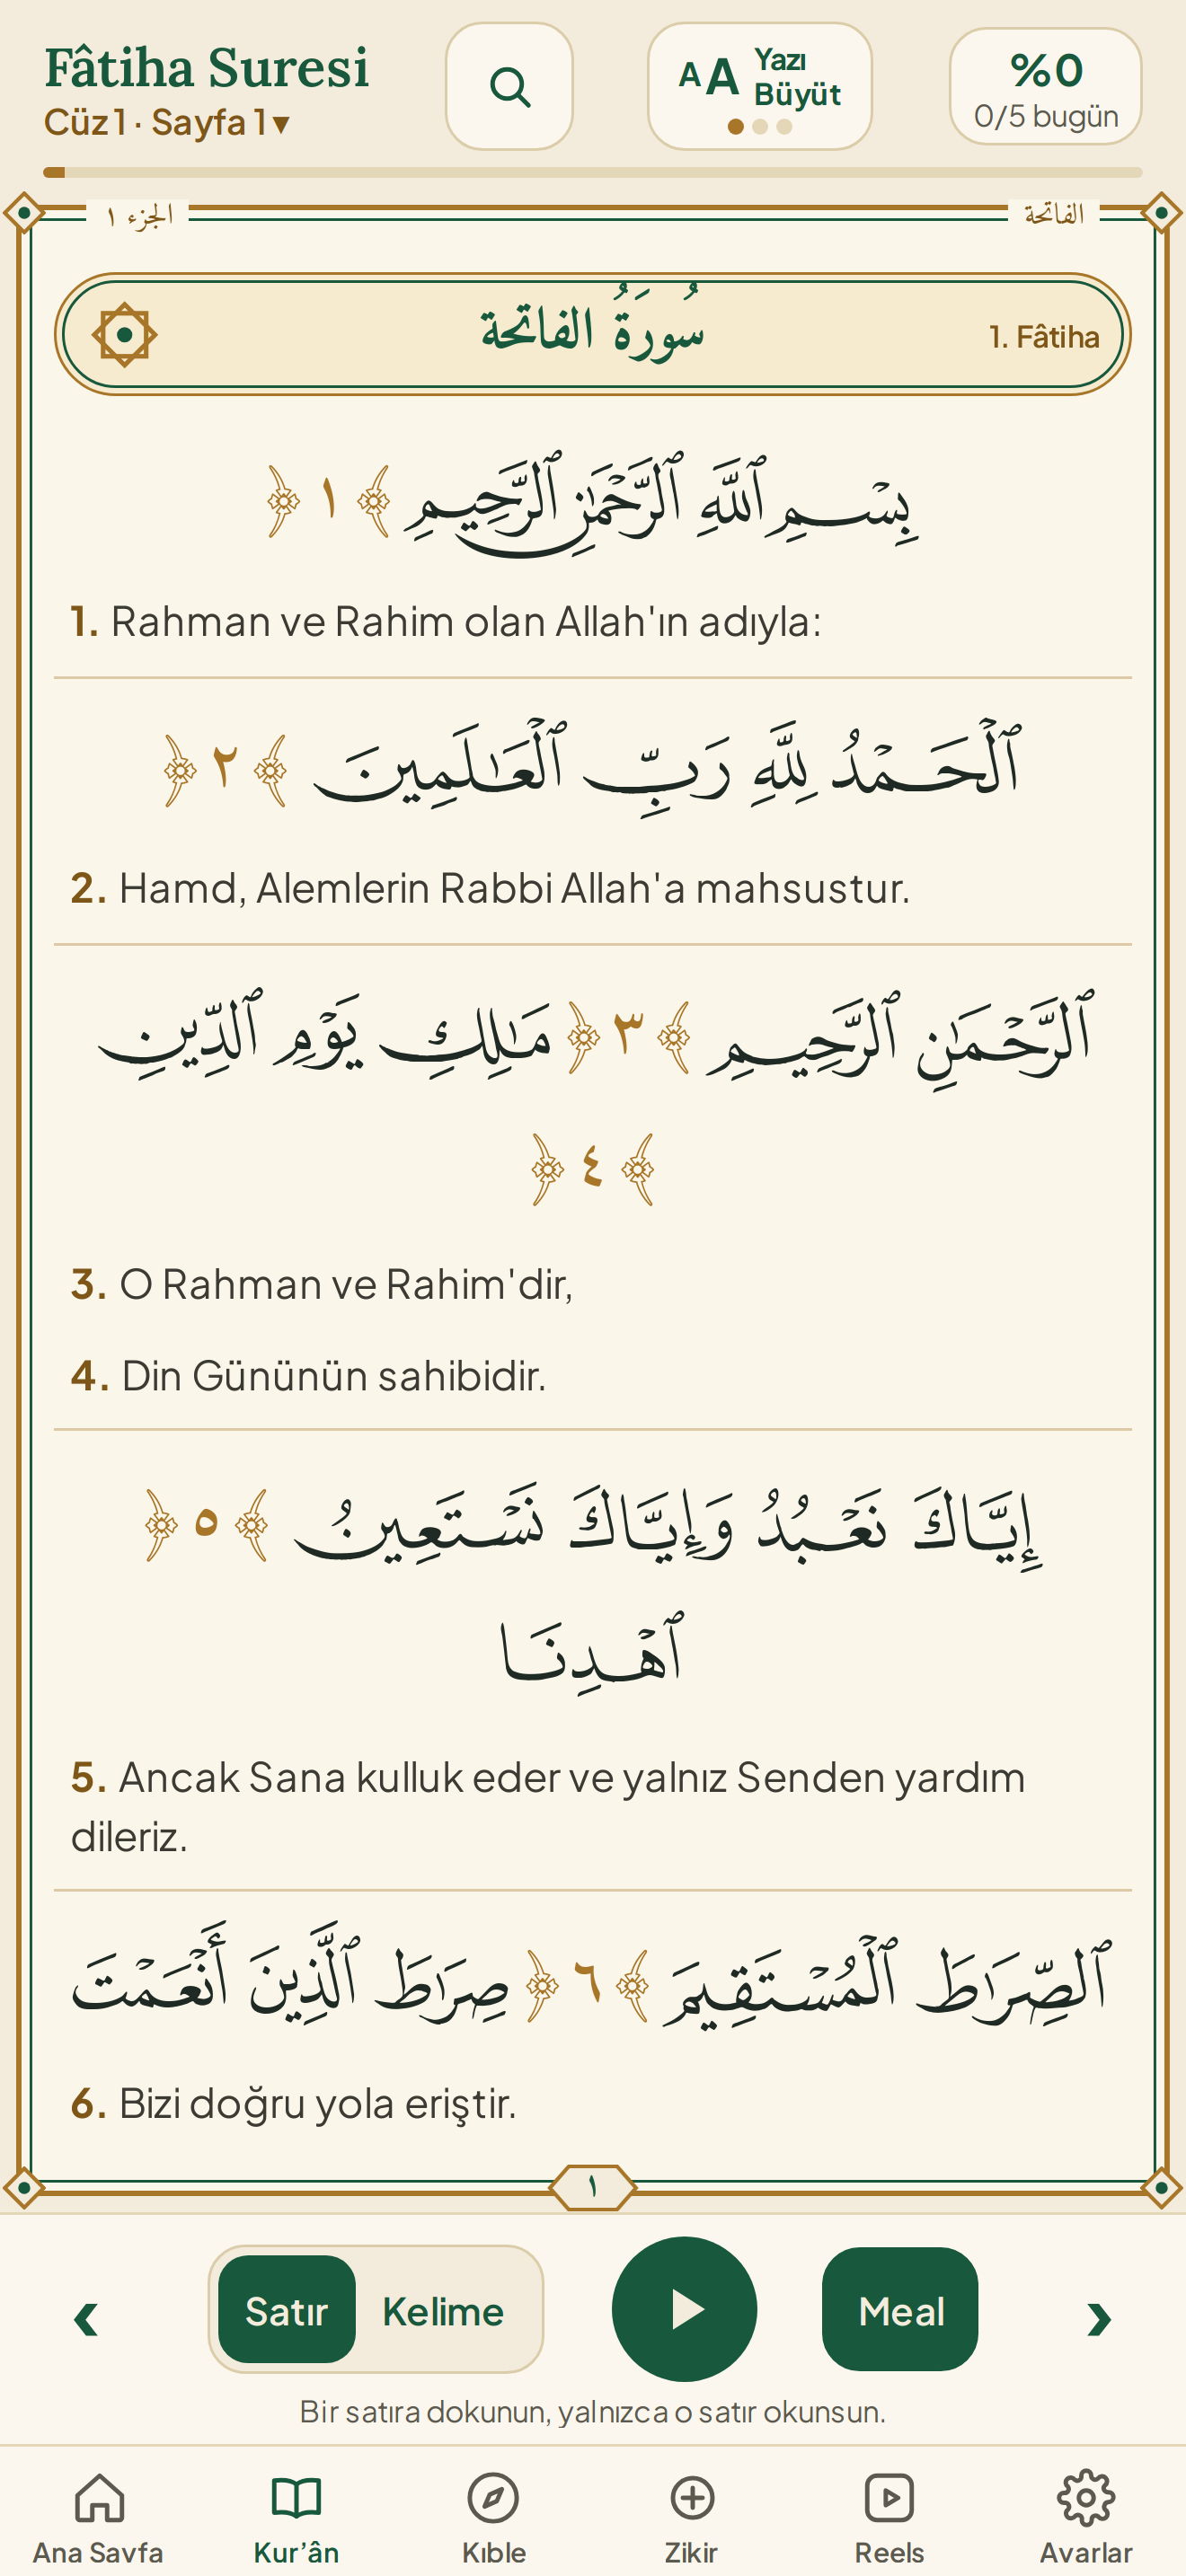 Fâtiha Suresi
Cüz 1 · Sayfa 1 ▾
A A Yazı Büyüt
%0
0/5 bugün
الجزء ١
الفاتحة
سُورَةُ الفاتحة
1. Fâtiha
بِسۡمِ ٱللَّهِ ٱلرَّحۡمَٰنِ ٱلرَّحِيمِ ﴿١﴾
1. Rahman ve Rahim olan Allah'ın adıyla:
ٱلۡحَمۡدُ لِلَّهِ رَبِّ ٱلۡعَٰلَمِينَ ﴿٢﴾
2. Hamd, Alemlerin Rabbi Allah'a mahsustur.
ٱلرَّحۡمَٰنِ ٱلرَّحِيمِ ﴿٣﴾ مَٰلِكِ يَوۡمِ ٱلدِّينِ
﴿٤﴾
3. O Rahman ve Rahim'dir,
4. Din Gününün sahibidir.
إِيَّاكَ نَعۡبُدُ وَإِيَّاكَ نَسۡتَعِينُ ﴿٥﴾
ٱهۡدِنَا
5. Ancak Sana kulluk eder ve yalnız Senden yardım
dileriz.
ٱلصِّرَٰطَ ٱلۡمُسۡتَقِيمَ ﴿٦﴾ صِرَٰطَ ٱلَّذِينَ أَنۡعَمۡتَ
6. Bizi doğru yola eriştir.
١
Satır
Kelime
Meal
Bir satıra dokunun, yalnızca o satır okunsun.
Ana Sayfa
Kur'ân
Kıble
Zikir
Reels
Ayarlar